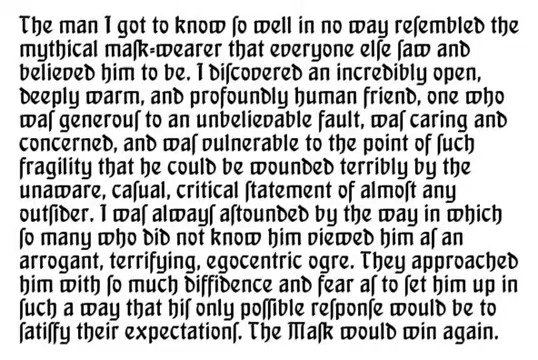 The man I got to know ſo well in no way reſembled the
mythical maſk-wearer that everyone elſe ſaw and
believed him to be. I diſcovered an incredibly open,
deeply warm, and profoundly human friend, one who
waſ generouſ to an unbelievable fault, waſ caring and
concerned, and waſ vulnerable to the point of ſuch
fragility that he could be wounded terribly by the
unaware, caſual, critical ſtatement of almoſt any
outſider. I waſ alwayſ aſtounded by the way in which
ſo many who did not know him viewed him aſ an
arrogant, terrifying, egocentric ogre. They approached
him with ſo much diffidence and fear aſ to ſet him up in
ſuch a way that hiſ only poſſible reſponſe would be to
ſatiſfy their expectationſ. The Maſk would win again.